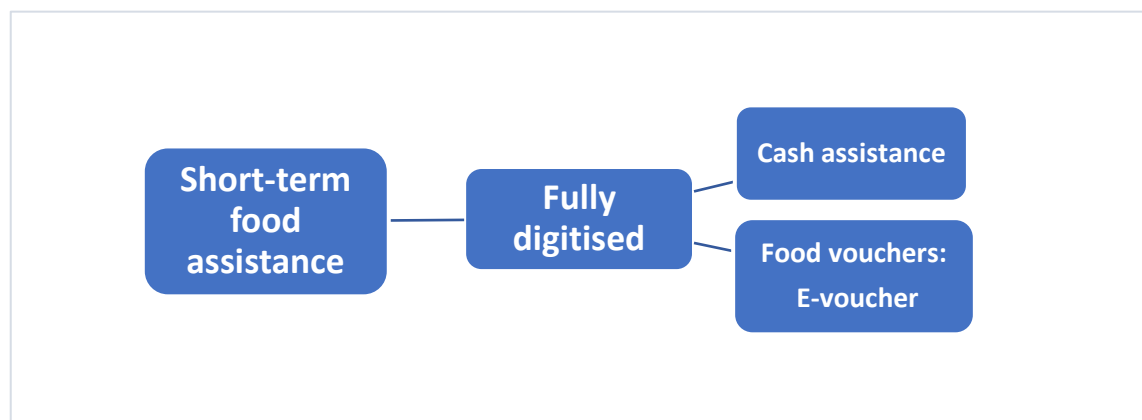 Short-term
food
assistance
Fully
digitised
Cash assistance
Food vouchers:
E-voucher